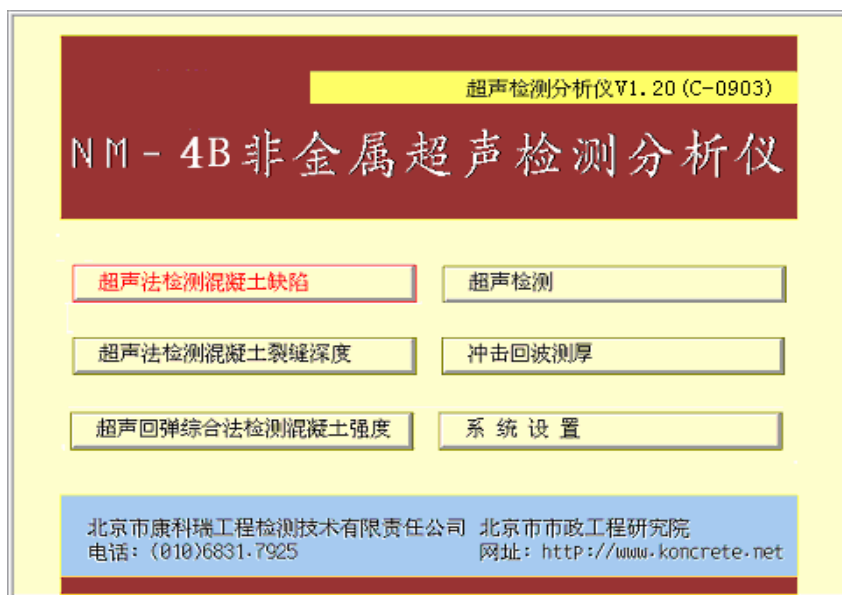 超声检测分析仪V1.20(C-0903)
NM-4B非金属超声检测分析仪
超声法检测混凝土缺陷
超声检测
超声法检测混凝土裂缝深度
冲击回波测厚
超声回弹综合法检测混凝土强度
系 统 设 置
北京市康科瑞工程检测技术有限责任公司 北京市市政工程研究院
电话：(010)6831.7925 网址：http://www.koncrete.net